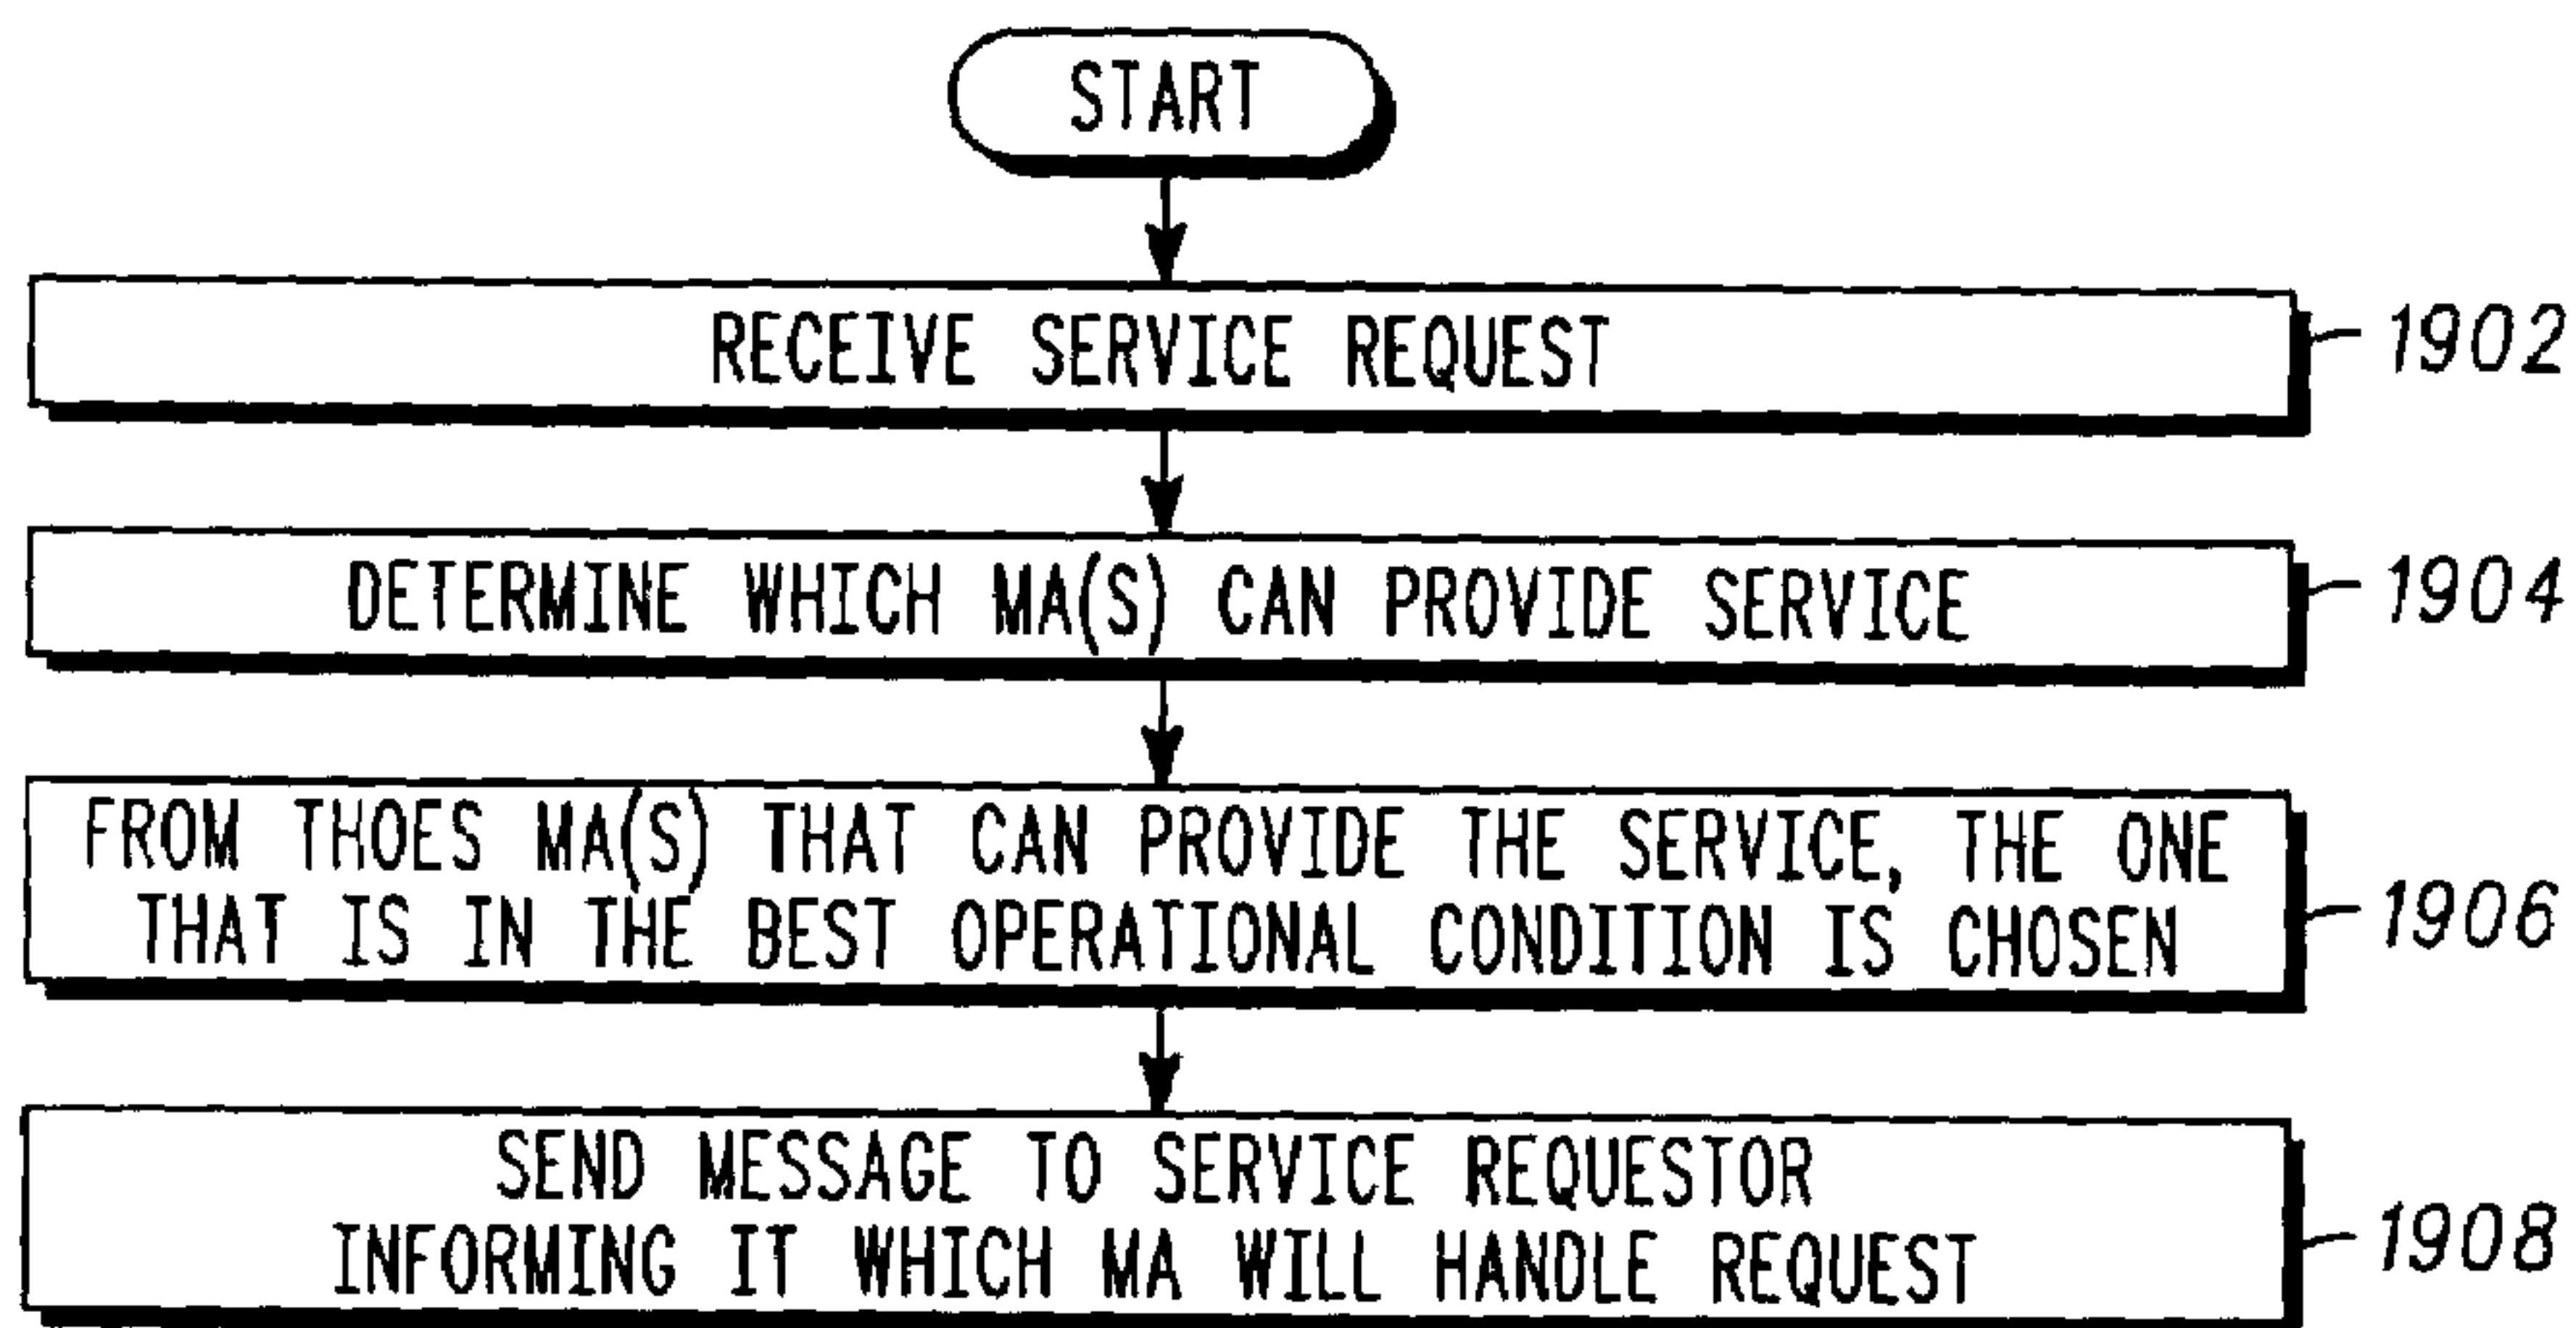 START
RECEIVE SERVICE REQUEST
1902
DETERMINE WHICH MA(S) CAN PROVIDE SERVICE
1904
FROM THOES MA(S) THAT CAN PROVIDE THE SERVICE, THE ONE
THAT IS IN THE BEST OPERATIONAL CONDITION IS CHOSEN
1906
SEND MESSAGE TO SERVICE REQUESTOR
INFORMING IT WHICH MA WILL HANDLE REQUEST
1908